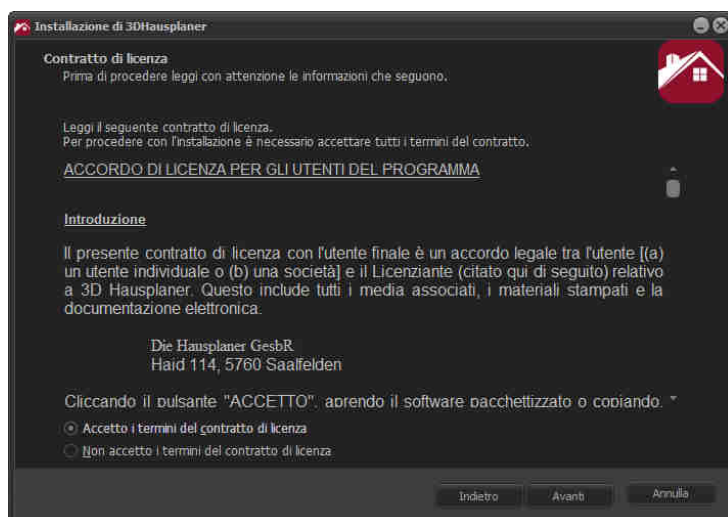 Installazione di 3DHausplaner
Contratto di licenza
Prima di procedere leggi con attenzione le informazioni che seguono.
Leggi il seguente contratto di licenza.
Per procedere con l'installazione è necessario accettare tutti i termini del contratto.
ACCORDO DI LICENZA PER GLI UTENTI DEL PROGRAMMA
Introduzione
Il presente contratto di licenza con l'utente finale è un accordo legale tra l'utente [(a)
un utente individuale o (b) una società] e il Licenziante (citato qui di seguito) relativo
a 3D Hausplaner. Questo include tutti i media associati, i materiali stampati e la
documentazione elettronica.
Die Hausplaner GesbR
Haid 114, 5760 Saalfelden
Cliccando il pulsante "ACCETTO", aprendo il software pacchettizzato o copiando,
Accetto i termini del contratto di licenza
Non accetto i termini del contratto di licenza
Indietro Avanti Annulla